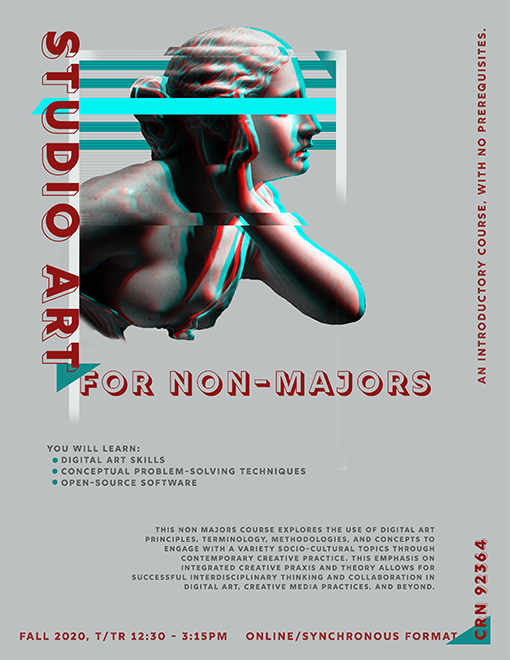 STUDIO ART
FOR NON-MAJORS
AN INTRODUCTORY COURSE, WITH NO PREREQUISITES.
YOU WILL LEARN:
DIGITAL ART SKILLS
CONCEPTUAL PROBLEM-SOLVING TECHNIQUES
OPEN-SOURCE SOFTWARE
THIS NON MAJORS COURSE EXPLORES THE USE OF DIGITAL ART
PRINCIPLES, TERMINOLOGY, METHODOLOGIES, AND CONCEPTS TO
ENGAGE WITH A VARIETY SOCIO-CULTURAL TOPICS THROUGH
CONTEMPORARY CREATIVE PRACTICE. THIS EMPHASIS ON
INTEGRATED CREATIVE PRAXIS AND THEORY ALLOWS FOR
SUCCESSFUL INTERDISCIPLINARY THINKING AND COLLABORATION IN
DIGITAL ART, CREATIVE MEDIA PRACTICES, AND BEYOND.
CRN 92364
FALL 2020, T/TR 12:30 - 3:15PM ONLINE/SYNCHRONOUS FORMAT